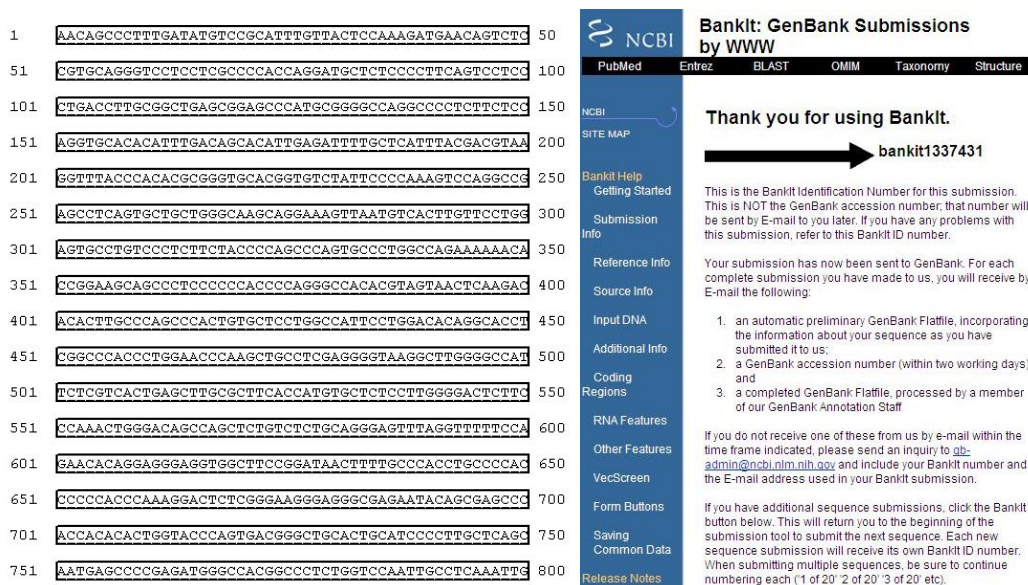 1 AACAGCCCTTTGATATGTCCGCATTTGTTACTCCAAAGATGAACAGTCTC 50
51 CGTGCAGGGTCCTCCTCGCCCCACCAGGATGCTCTCCCCTTCAGTCCTCC 100
101 CTGACCTTGCGGCTGAGCGGAGCCCATGCGGGGCCAGGCCCCTCTTCTCC 150
151 AGGTGCACACATTTGACAGCACATTGAGATTTTGCTCATTTACGACGTAA 200
201 GGTTTACCCACACGCGGGTGCACGGTGTCTATTCCCCAAAGTCCAGGCCG 250
251 AGCCTCAGTGTGCTGCTGGGCAAGCAGGAAAGTTAATGTCACTTGTTCCTGG 300
301 AGTGCCTGTCCCTCTTCTACCCCAGCCCAGTGCCCTGGCCAGAAAAAACA 350
351 CCGGAAGCAGCCCTCCCCCCACCCCAGGGCCACACGTAGTAACTCAAGAC 400
401 ACACTTGCCCAGCCCACTGTGCTCCTGGCCATTCCTGGACACAGGCACCT 450
451 CGGCCCACCCTGGAACCCAAGCTGCCTCGAGGGGTAAGGCTTGGGGCCAT 500
501 TCTCGTCACTGAGCTTGCGCTTCACCATGTGCTCTCCTTGGGGACTCTTC 550
551 CCAAACTGGGACAGCCAGCTCTGTCTCTGCAGGGAGTTTAGGTTTTTCCA 600
601 GAACACAGGAGGGAGGTGGCTTCCGGATAACTTTTGCCCACCTGCCCCAC 650
651 CCCCCACCCAAAGGACTCTCGGGAAGGGAGGGCGAGAATACAGCGAGCCC 700
701 ACCACACACTGGTACCCAGTGACGGGCTGCACTGCATCCCCTTGCTCAGC 750
751 AATGAGCCCCGAGATGGGCCACGGCCCTCTGGTCCAATTGCCTCAAATTG 800
NCBI
BankIt: GenBank Submissions
by WWW
PubMed Entrez BLAST OMIM Taxonomy Structure
NCBI
SITE MAP
BankIt Help
Getting Started
Submission
Info
Reference Info
Source Info
Input DNA
Additional Info
Coding
Regions
RNA Features
Other Features
VecScreen
Form Buttons
Saving
Common Data
Release Notes
Thank you for using BankIt.
bankit1337431
This is the BankIt Identification Number for this submission.
This is NOT the GenBank accession number; that number will
be sent by E-mail to you later. If you have any problems with
this submission, refer to this BankIt ID number.
Your submission has now been sent to GenBank. For each
complete submission you have made to us, you will receive by
E-mail the following:
1. an automatic preliminary GenBank Flatfile, incorporating
the information about your sequence as you have
submitted it to us;
2. a GenBank accession number (within two working days)
and
3. a completed GenBank Flatfile, processed by a member
of our GenBank Annotation Staff
If you do not receive one of these from us by e-mail within the
time frame indicated, please send an inquiry to gb-
admin@ncbi.nlm.nih.gov and include your BankIt number and
the E-mail address used in your BankIt submission.
If you have additional sequence submissions, click the BankIt
button below. This will return you to the beginning of the
submission tool to submit the next sequence. Each new
sequence submission will receive its own BankIt ID number.
When submitting multiple sequences, be sure to continue
numbering each ('1 of 20' '2 of 20' '3 of 20' etc).